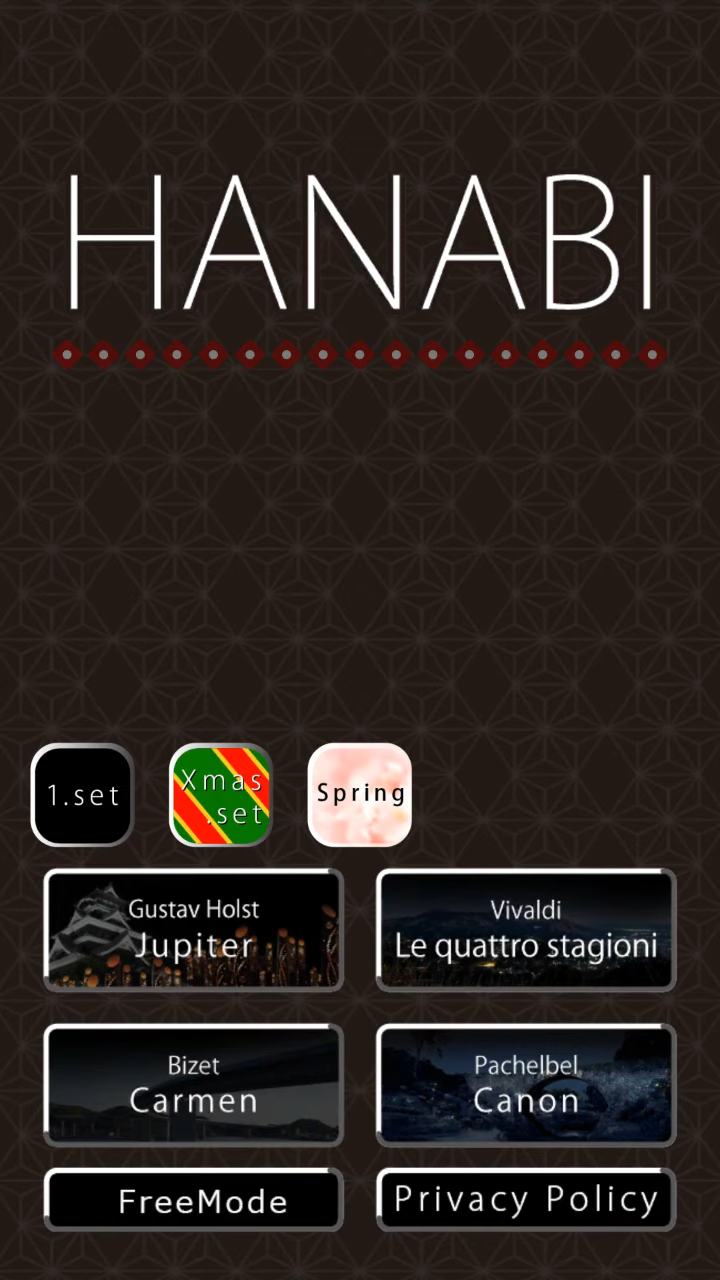 HANABI
1.set
Xmas
.set
Spring
Gustav Holst
Jupiter
Vivaldi
Le quattro stagioni
Bizet
Carmen
Pachelbel
Canon
FreeMode
Privacy Policy